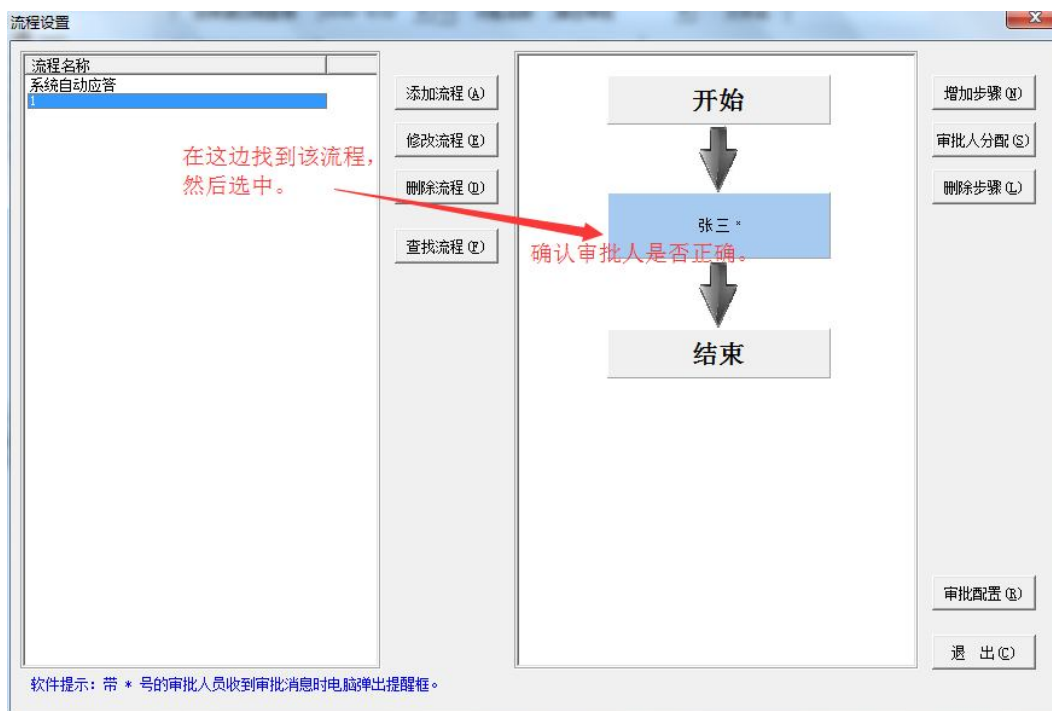 流程设置
流程名称
系统自动应答
1
添加流程(A)
修改流程(E)
删除流程(D)
查找流程(F)
在这边找到该流程，
然后选中。
开始
张三 *
确认审批人是否正确。
结束
增加步骤(N)
审批人分配(S)
删除步骤(L)
审批配置(R)
退 出(C)
软件提示：带 * 号的审批人员收到审批消息时电脑弹出提醒框。